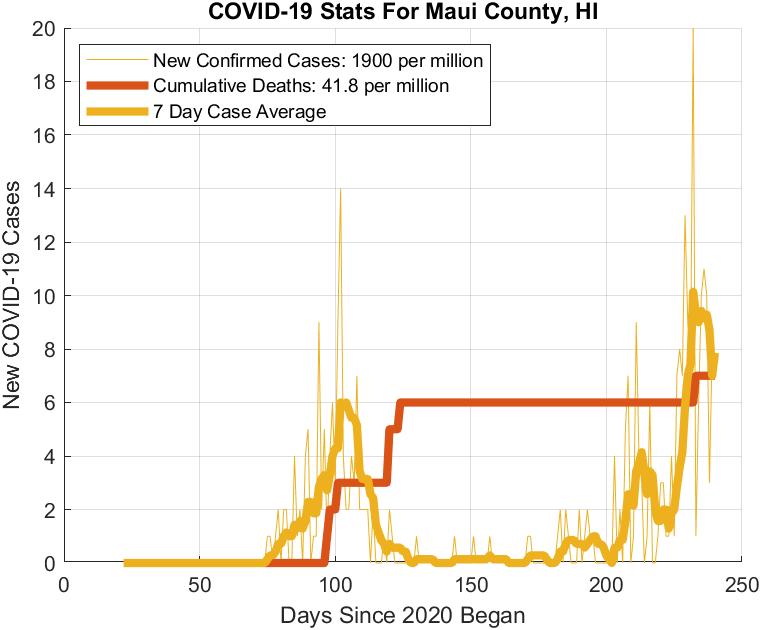 COVID-19 Stats For Maui County, HI
New Confirmed Cases: 1900 per million
Cumulative Deaths: 41.8 per million
7 Day Case Average
New COVID-19 Cases
20
18
16
14
12
10
8
6
4
2
0
0 50 100 150 200 250
Days Since 2020 Began